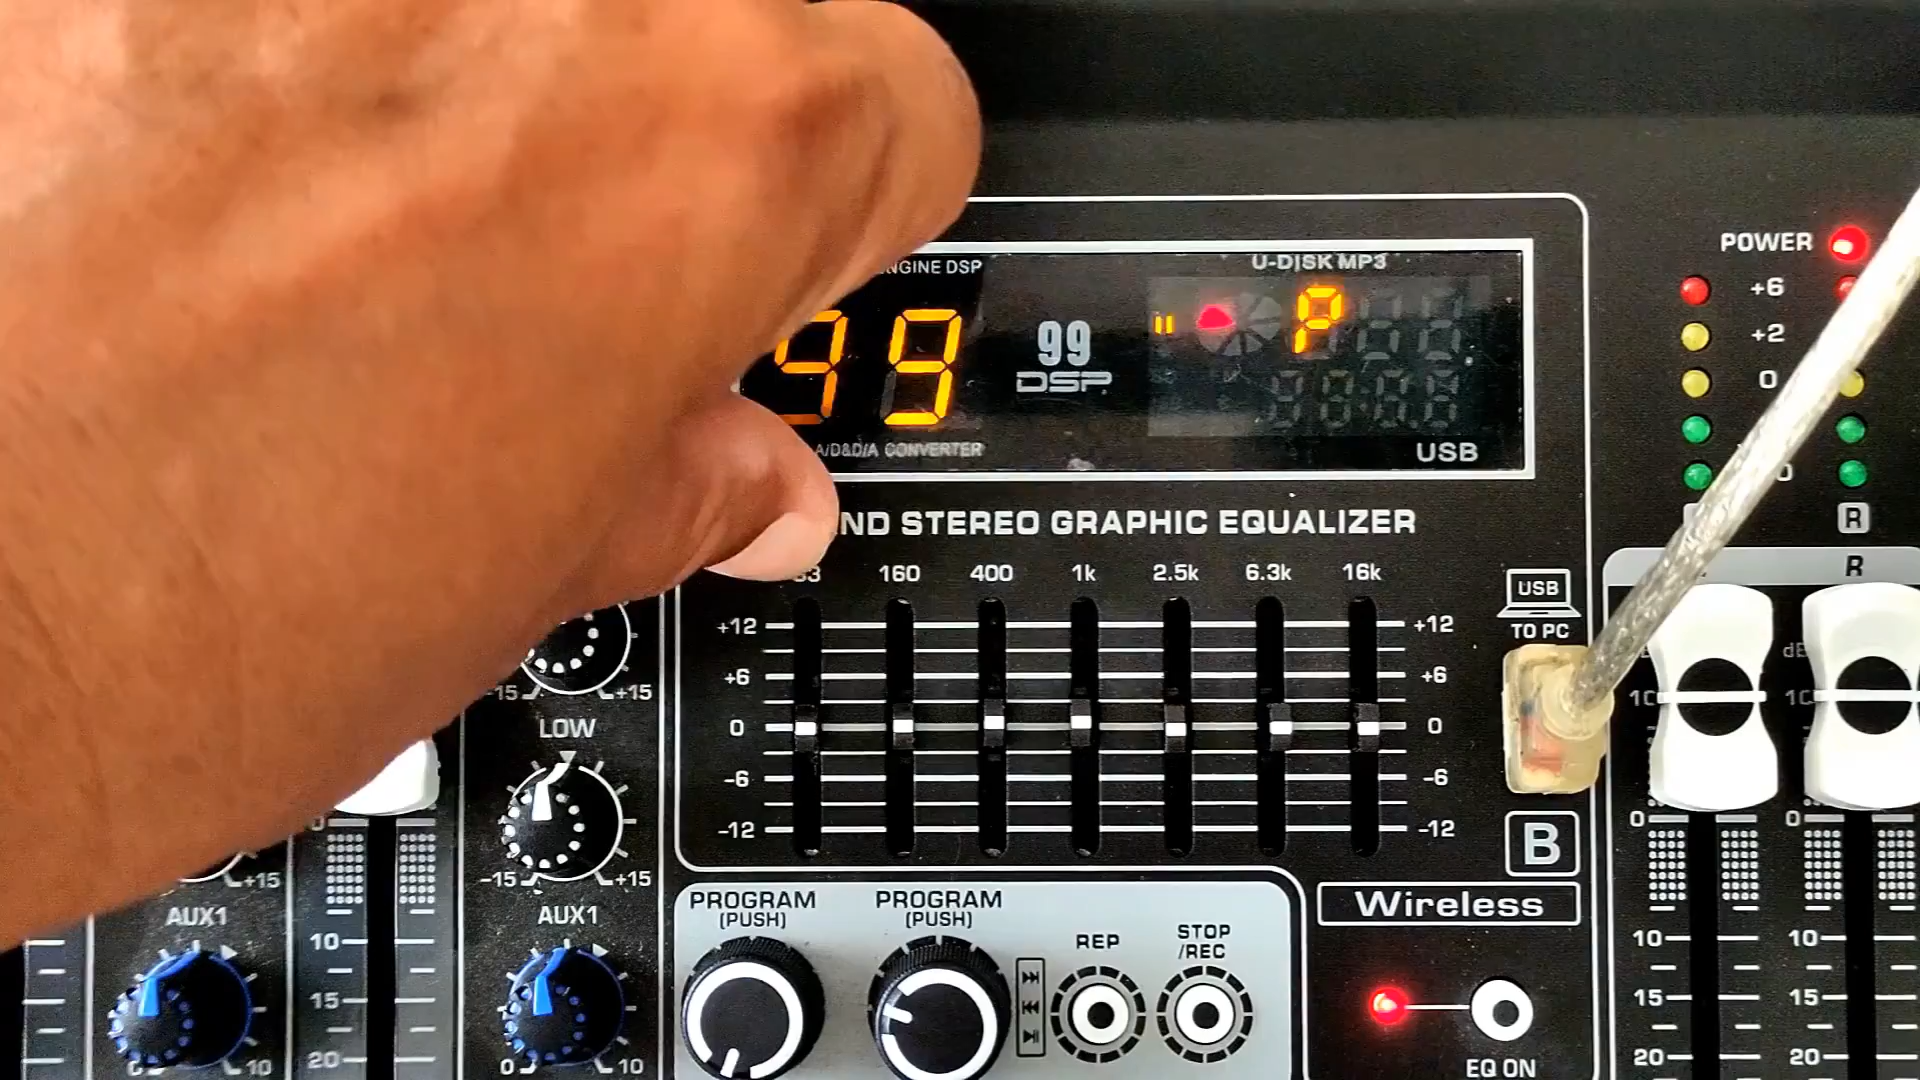 POWER
U-DISK MP3
NGINE DSP
+6
P
99
99
DSP
+2
0
A/D&D/A CONVERTER
USB
ND STEREO GRAPHIC EQUALIZER
R
R
160 400 1k 2.5k 6.3k 16k
USB
TO PC
+12 +12
+6 +6
0 0
-6 -6
-12 -12
-15 +15
LOW
-15 +15
+15
B
0 0
Wireless
AUX1 AUX1
PROGRAM PROGRAM
(PUSH) (PUSH)
REP
STOP
/REC
10 10 10
15 15 15
20 20 20
0 10
0 10
EQ ON